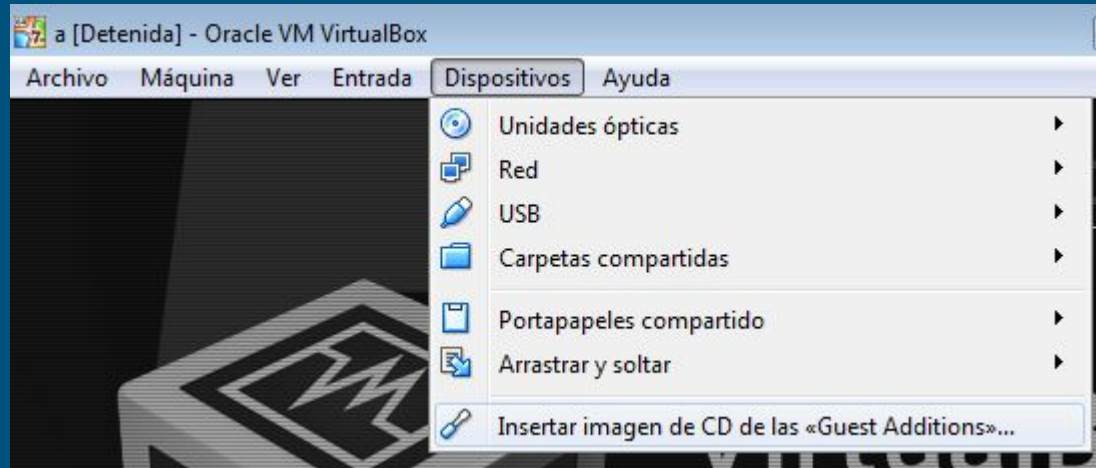 a [Detenida] - Oracle VM VirtualBox
Archivo Máquina Ver Entrada Dispositivos Ayuda
Unidades ópticas
Red
USB
Carpetas compartidas
Portapapeles compartido
Arrastrar y soltar
Insertar imagen de CD de las «Guest Additions»...